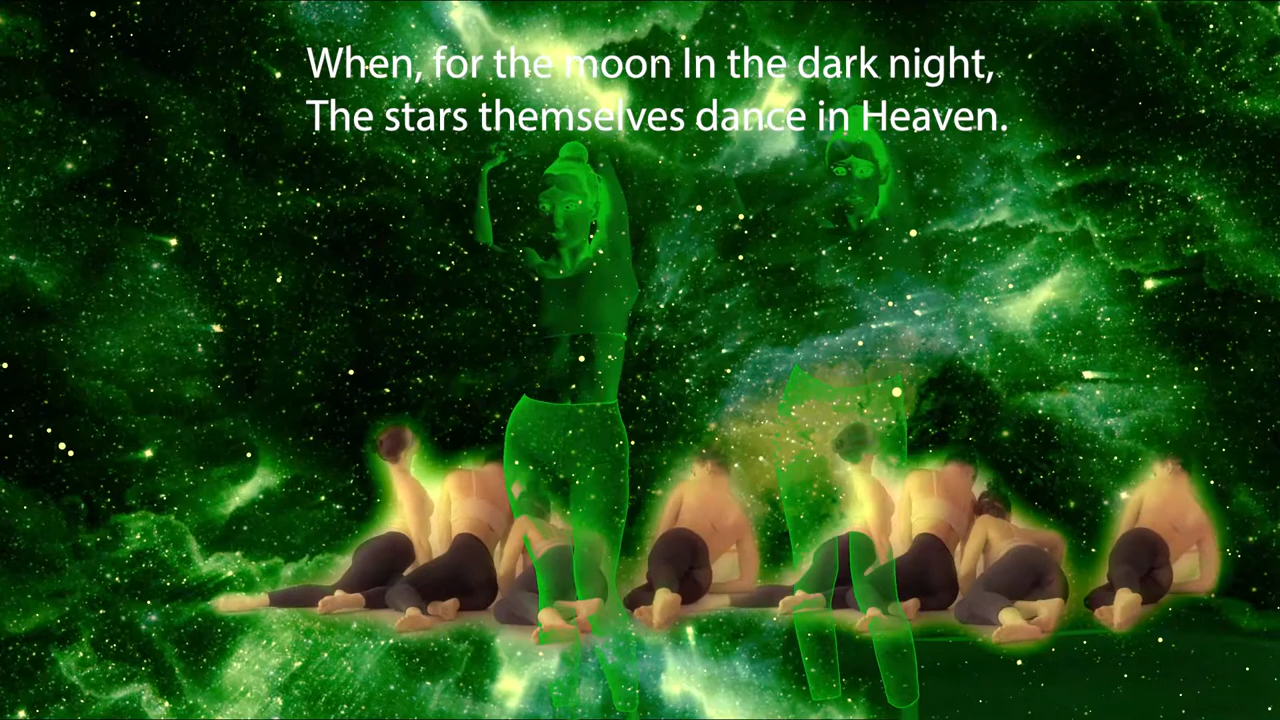 When, for the moon In the dark night,
The stars themselves dance in Heaven.